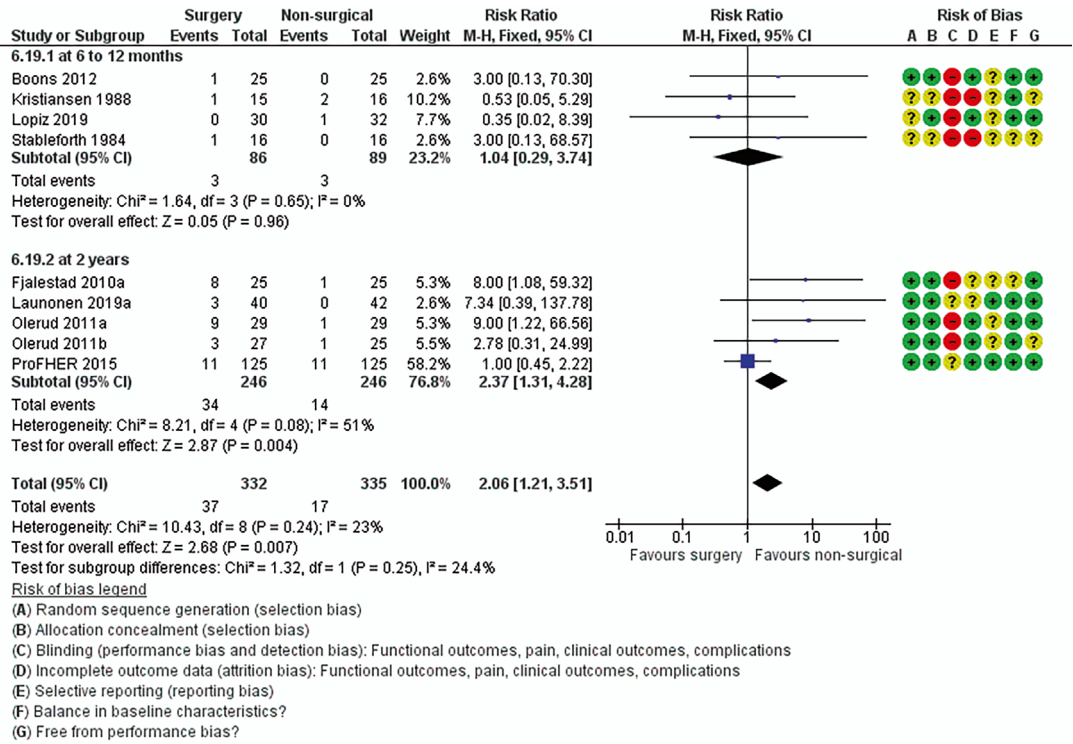 Surgery Non-surgical Risk Ratio Risk Ratio Risk of Bias
Study or Subgroup Events Total Events Total Weight M-H, Fixed, 95% CI M-H, Fixed, 95% CI A B C D E F G
6.19.1 at 6 to 12 months
Boons 2012 1 25 0 25 2.6% 3.00 [0.13, 70.30] + + - + ? + +
Kristiansen 1988 1 15 2 16 10.2% 0.53 [0.05, 5.29] ? ? - - ? + ?
Lopiz 2019 0 30 1 32 7.7% 0.35 [0.02, 8.39] ? + - + ? + +
Stableforth 1984 1 16 0 16 2.6% 3.00 [0.13, 68.57] ? ? - - ? ? ?
Subtotal (95% CI) 86 89 23.2% 1.04 [0.29, 3.74]
Total events 3 3
Heterogeneity: Chi² = 1.64, df = 3 (P = 0.65); I² = 0%
Test for overall effect: Z = 0.05 (P = 0.96)
6.19.2 at 2 years
Fjalestad 2010a 8 25 1 25 5.3% 8.00 [1.08, 59.32] + + - ? ? ? +
Launonen 2019a 3 40 0 42 2.6% 7.34 [0.39, 137.78] + + ? ? + + +
Olerud 2011a 9 29 1 29 5.3% 9.00 [1.22, 66.56] + + - + ? + +
Olerud 2011b 3 27 1 25 5.5% 2.78 [0.31, 24.99] + + - + ? + ?
ProFHER 2015 11 125 11 125 58.2% 1.00 [0.45, 2.22] + + ? + + + +
Subtotal (95% CI) 246 246 76.8% 2.37 [1.31, 4.28]
Total events 34 14
Heterogeneity: Chi² = 8.21, df = 4 (P = 0.08); I² = 51%
Test for overall effect: Z = 2.87 (P = 0.004)
Total (95% CI) 332 335 100.0% 2.06 [1.21, 3.51]
Total events 37 17
Heterogeneity: Chi² = 10.43, df = 8 (P = 0.24); I² = 23%
Test for overall effect: Z = 2.68 (P = 0.007)
Test for subgroup differences: Chi² = 1.32, df = 1 (P = 0.25), I² = 24.4%
0.01 0.1 1 10 100
Favours surgery Favours non-surgical
Risk of bias legend
(A) Random sequence generation (selection bias)
(B) Allocation concealment (selection bias)
(C) Blinding (performance bias and detection bias): Functional outcomes, pain, clinical outcomes, complications
(D) Incomplete outcome data (attrition bias): Functional outcomes, pain, clinical outcomes, complications
(E) Selective reporting (reporting bias)
(F) Balance in baseline characteristics?
(G) Free from performance bias?